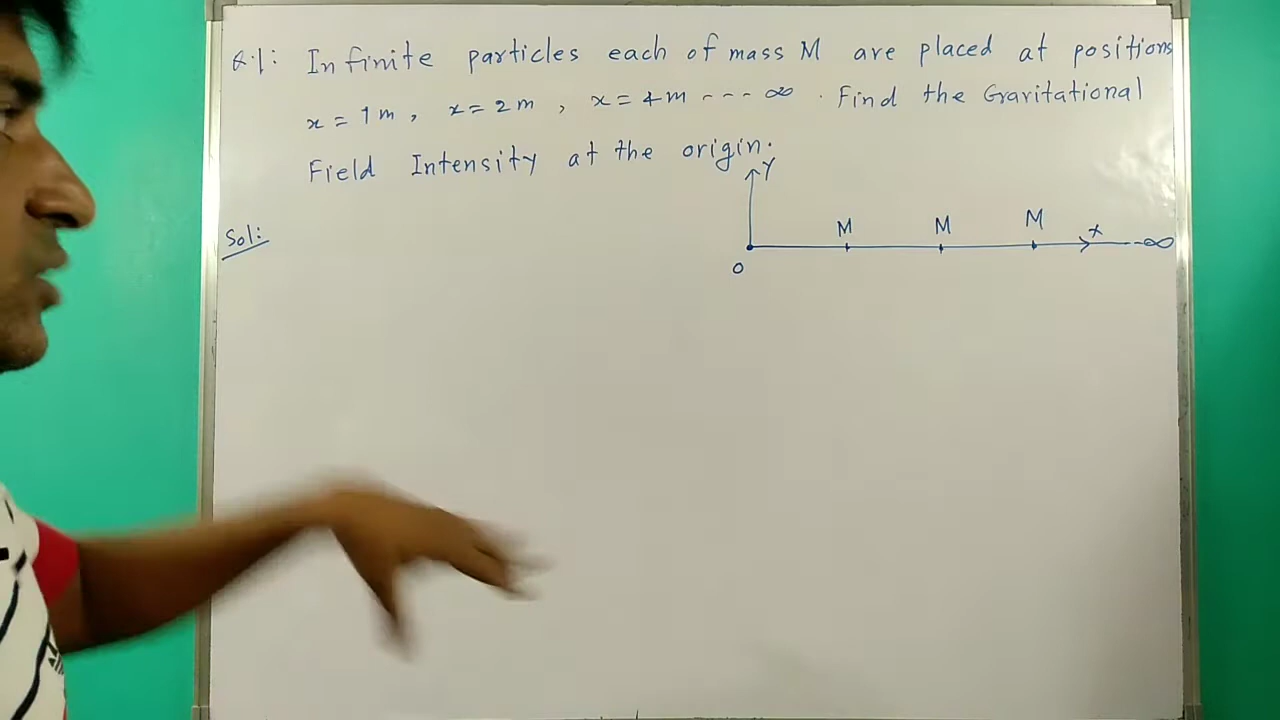 Q.1: Infinite particles each of mass M are placed at positions
x = 1m, x = 2m, x = 4m --- ∞. Find the Gravitational
Field Intensity at the origin.
Sol:
Y
M M M x --∞
O